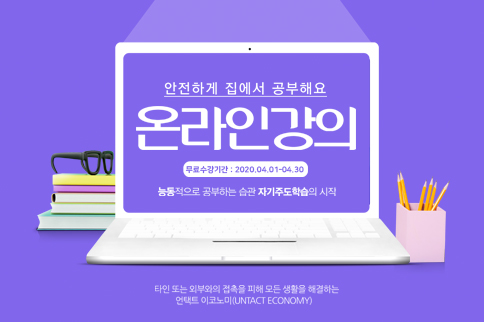 안전하게 집에서 공부해요
온라인강의
무료수강기간 : 2020.04.01-04.30
능동적으로 공부하는 습관 자기주도학습의 시작
타인 또는 외부와의 접촉을 피해 모든 생황을 해결하는
언택트 이코노미(UNTACT ECONOMY)